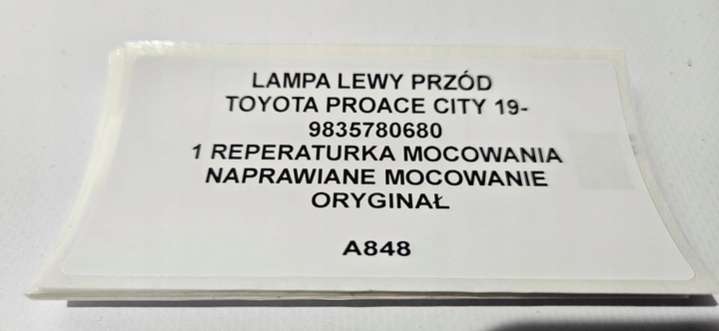 LAMPA LEWY PRZÓD
TOYOTA PROACE CITY 19-
9835780680
1 REPERATURKA MOCOWANIA
NAPRAWIANE MOCOWANIE
ORYGINAŁ
A848